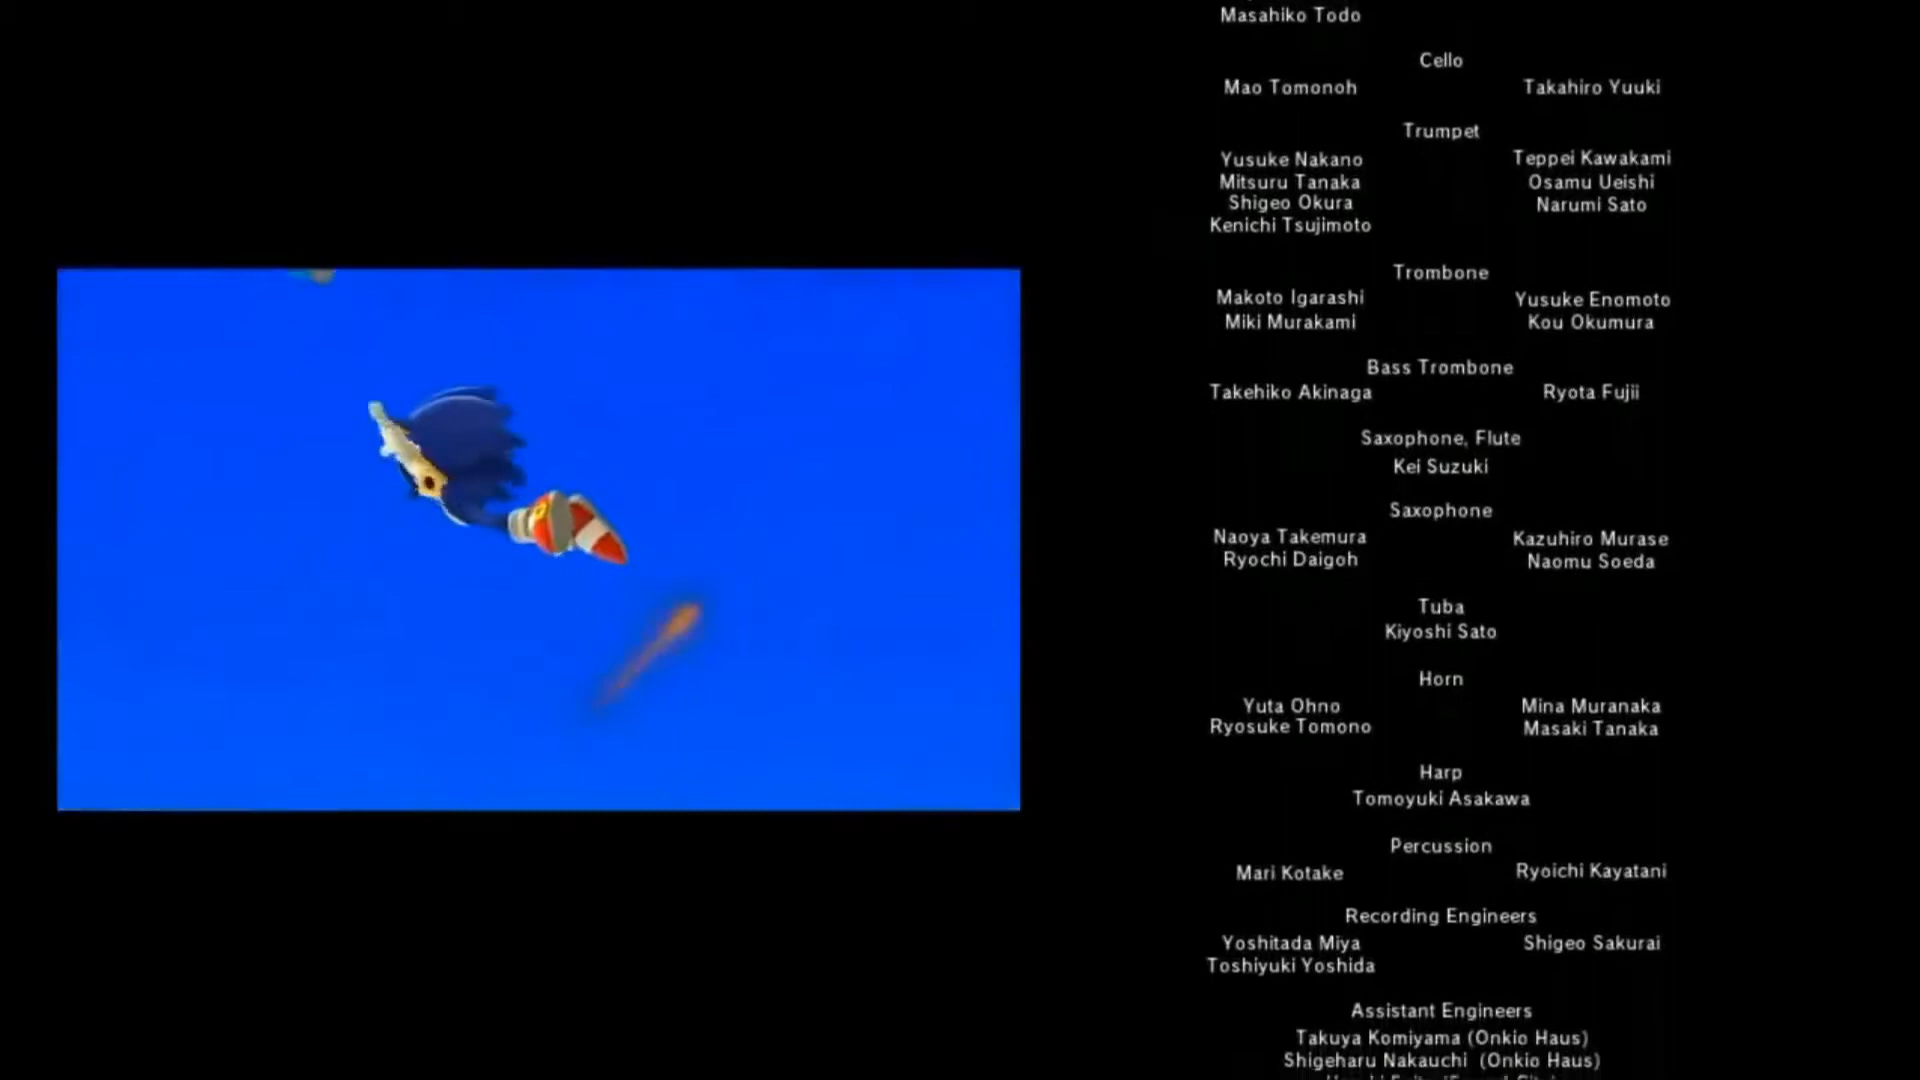 Masahiko Todo
Cello
Mao Tomonoh Takahiro Yuuki
Trumpet
Yusuke Nakano Teppei Kawakami
Mitsuru Tanaka Osamu Ueishi
Shigeo Okura Narumi Sato
Kenichi Tsujimoto
Trombone
Makoto Igarashi Yusuke Enomoto
Miki Murakami Kou Okumura
Bass Trombone
Takehiko Akinaga Ryota Fujii
Saxophone, Flute
Kei Suzuki
Saxophone
Naoya Takemura Kazuhiro Murase
Ryochi Daigoh Naomu Soeda
Tuba
Kiyoshi Sato
Horn
Yuta Ohno Mina Muranaka
Ryosuke Tomono Masaki Tanaka
Harp
Tomoyuki Asakawa
Percussion
Mari Kotake Ryoichi Kayatani
Recording Engineers
Yoshitada Miya Shigeo Sakurai
Toshiyuki Yoshida
Assistant Engineers
Takuya Komiyama (Onkio Haus)
Shigeharu Nakauchi (Onkio Haus)